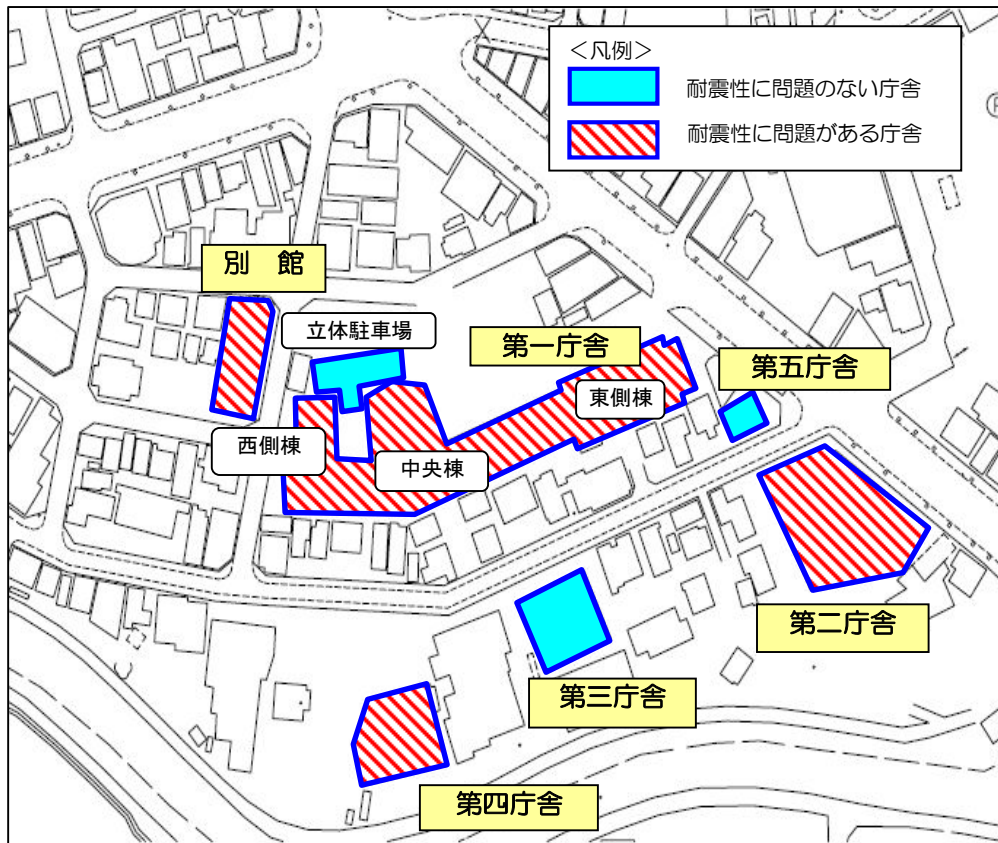 ＜凡例＞
耐震性に問題のない庁舎
耐震性に問題がある庁舎
別　館
立体駐車場
第一庁舎
第五庁舎
東側棟
西側棟
中央棟
第二庁舎
第三庁舎
第四庁舎